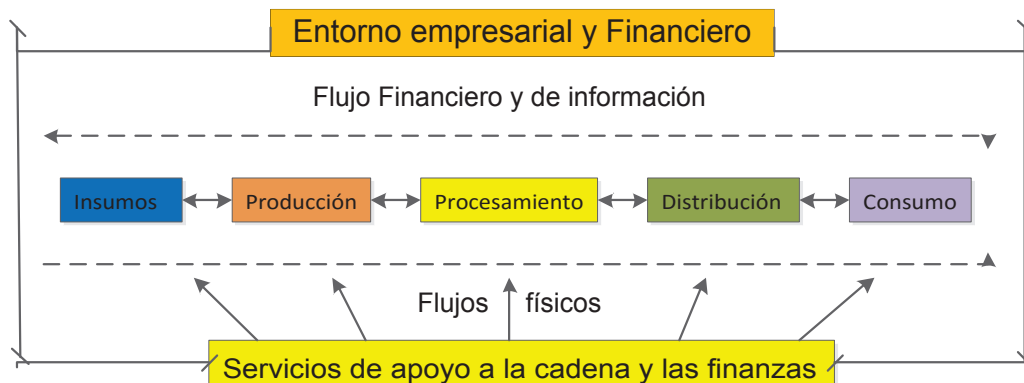 Entorno empresarial y Financiero
Flujo Financiero y de información
Insumos Producción Procesamiento Distribución Consumo
Flujos físicos
Servicios de apoyo a la cadena y las finanzas